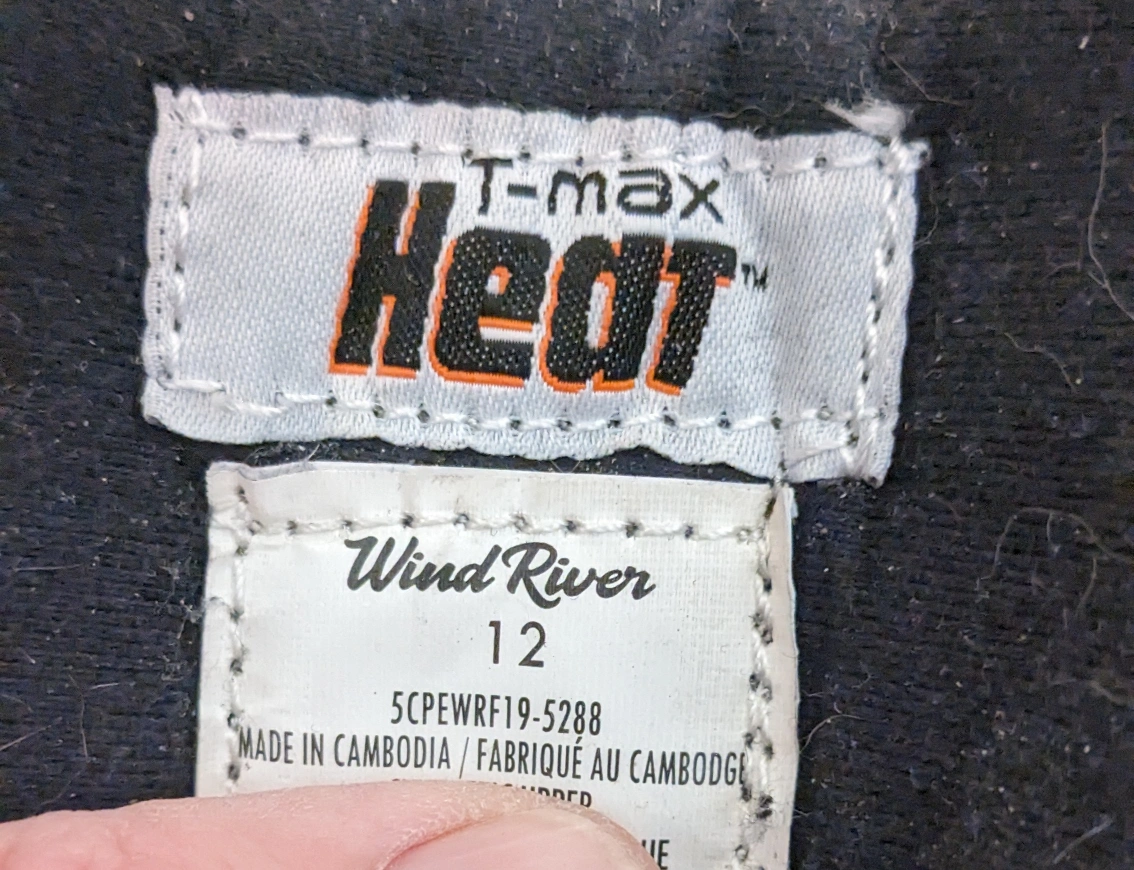 T-max
Heat™
Wind River
12
5CPEWRF19-5288
MADE IN CAMBODIA / FABRIQUÉ AU CAMBODGE